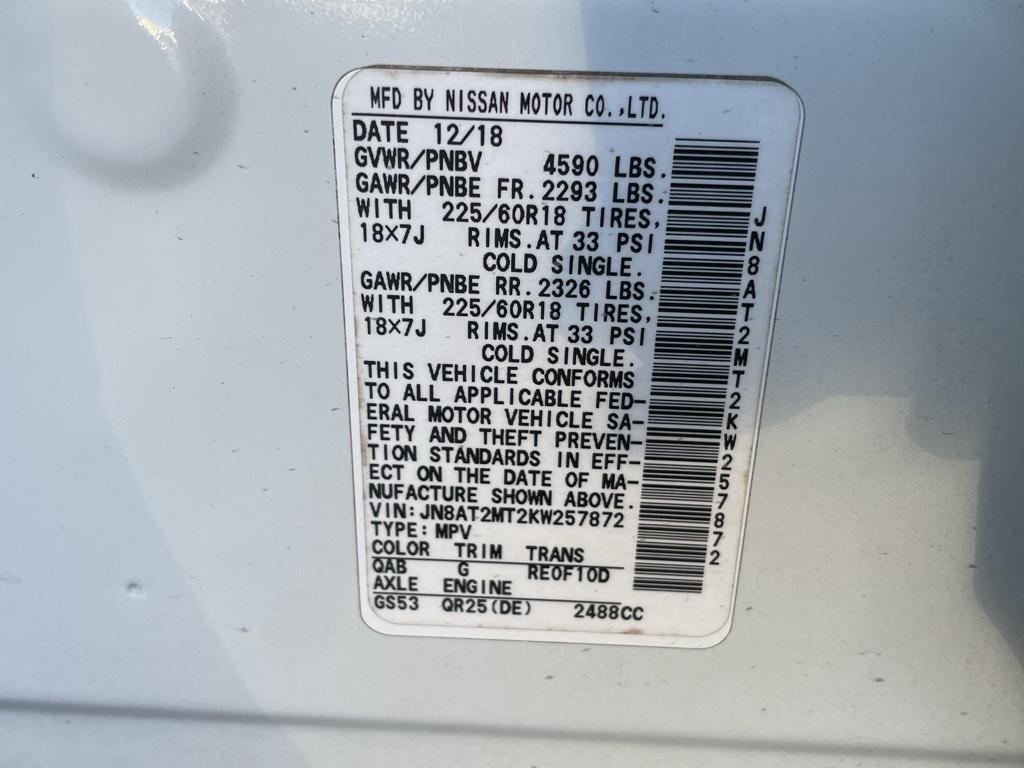 MFD BY NISSAN MOTOR CO.,LTD.
DATE 12/18
GVWR/PNBV 4590 LBS.
GAWR/PNBE FR.2293 LBS.
WITH 225/60R18 TIRES,
18×7J RIMS.AT 33 PSI
COLD SINGLE.
GAWR/PNBE RR.2326 LBS.
WITH 225/60R18 TIRES,
18×7J RIMS.AT 33 PSI
COLD SINGLE.
THIS VEHICLE CONFORMS
TO ALL APPLICABLE FED-
ERAL MOTOR VEHICLE SA-
FETY AND THEFT PREVEN-
TION STANDARDS IN EFF-
ECT ON THE DATE OF MA-
NUFACTURE SHOWN ABOVE.
VIN:JN8AT2MT2KW257872
TYPE:MPV
COLOR TRIM TRANS
QAB G RE0F10D
AXLE ENGINE
GS53 QR25(DE) 2488CC
JN8AT2MT2KW257872